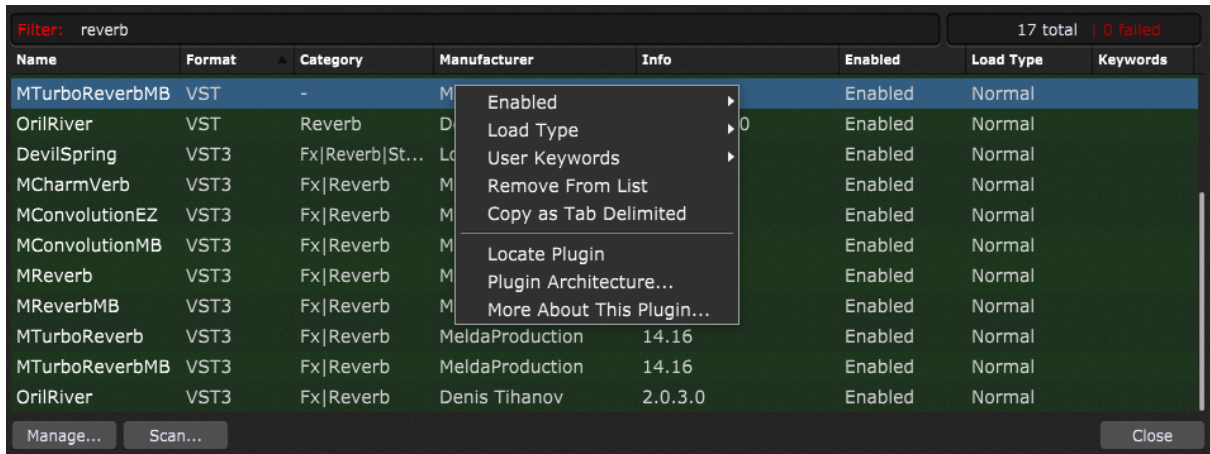 Filter: reverb 17 total | 0 failed
Name Format Category Manufacturer Info Enabled Load Type Keywords
MTurboReverbMB VST - Enabled Normal
OrilRiver VST Reverb Enabled Normal
DevilSpring VST3 Fx|Reverb|St... Enabled Normal
MCharmVerb VST3 Fx|Reverb Enabled Normal
MConvolutionEZ VST3 Fx|Reverb Enabled Normal
MConvolutionMB VST3 Fx|Reverb Enabled Normal
MReverb VST3 Fx|Reverb Enabled Normal
MReverbMB VST3 Fx|Reverb Enabled Normal
MTurboReverb VST3 Fx|Reverb MeldaProduction 14.16 Enabled Normal
MTurboReverbMB VST3 Fx|Reverb MeldaProduction 14.16 Enabled Normal
OrilRiver VST3 Fx|Reverb Denis Tihanov 2.0.3.0 Enabled Normal
Enabled
Load Type
User Keywords
Remove From List
Copy as Tab Delimited
Locate Plugin
Plugin Architecture...
More About This Plugin...
Manage... Scan... Close